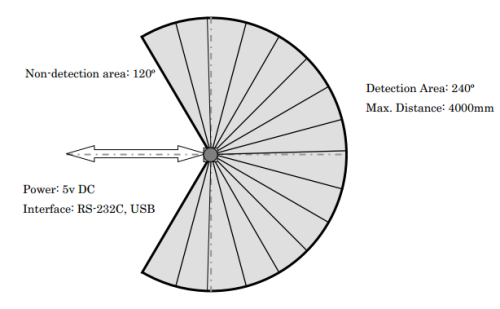 Non-detection area: 120º
Detection Area: 240º
Max. Distance: 4000mm
Power: 5v DC
Interface: RS-232C, USB